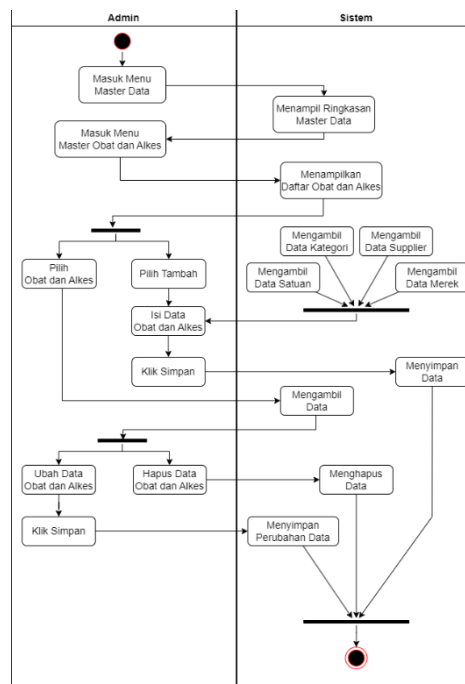 Admin
Sistem
Masuk Menu
Master Data
Menampil Ringkasan
Master Data
Masuk Menu
Master Obat dan Alkes
Menampilkan
Daftar Obat dan Alkes
Mengambil
Data Kategori
Mengambil
Data Supplier
Pilih
Obat dan Alkes
Pilih Tambah
Mengambil
Data Satuan
Mengambil
Data Merek
Isi Data
Obat dan Alkes
Klik Simpan
Menyimpan
Data
Mengambil
Data
Ubah Data
Obat dan Alkes
Hapus Data
Obat dan Alkes
Menghapus
Data
Klik Simpan
Menyimpan
Perubahan Data